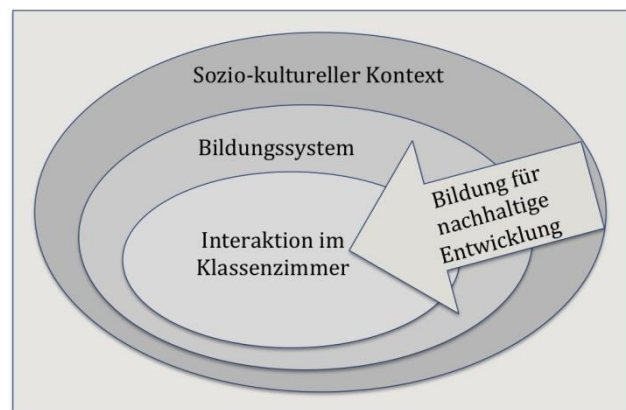 Sozio-kultureller Kontext
Bildungssystem
Interaktion im
Klassenzimmer
Bildung für
nachhaltige
Entwicklung